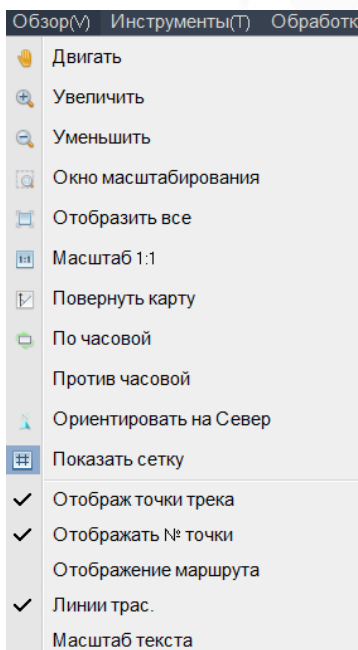 Обзор(V) Инструменты(T) Обработк
Двигать
Увеличить
Уменьшить
Окно масштабирования
Отобразить все
1:1 Масштаб 1:1
Повернуть карту
По часовой
Против часовой
Ориентировать на Север
Показать сетку
Отображ точки трека
Отображать № точки
Отображение маршрута
Линии трас.
Масштаб текста